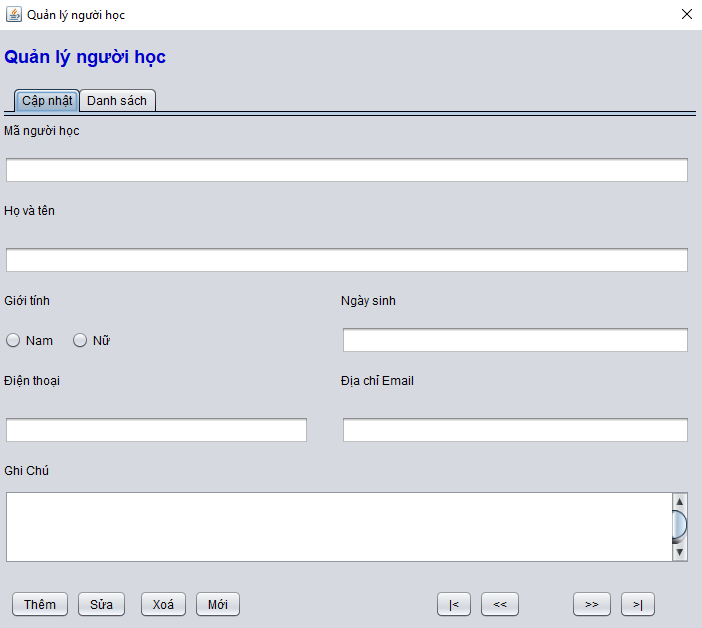 Quản lý người học
Quản lý người học
Cập nhật Danh sách
Mã người học
Họ và tên
Giới tính Ngày sinh
Nam Nữ
Điện thoại Địa chỉ Email
Ghi Chú
Thêm Sửa Xoá Mới |< << >> >|